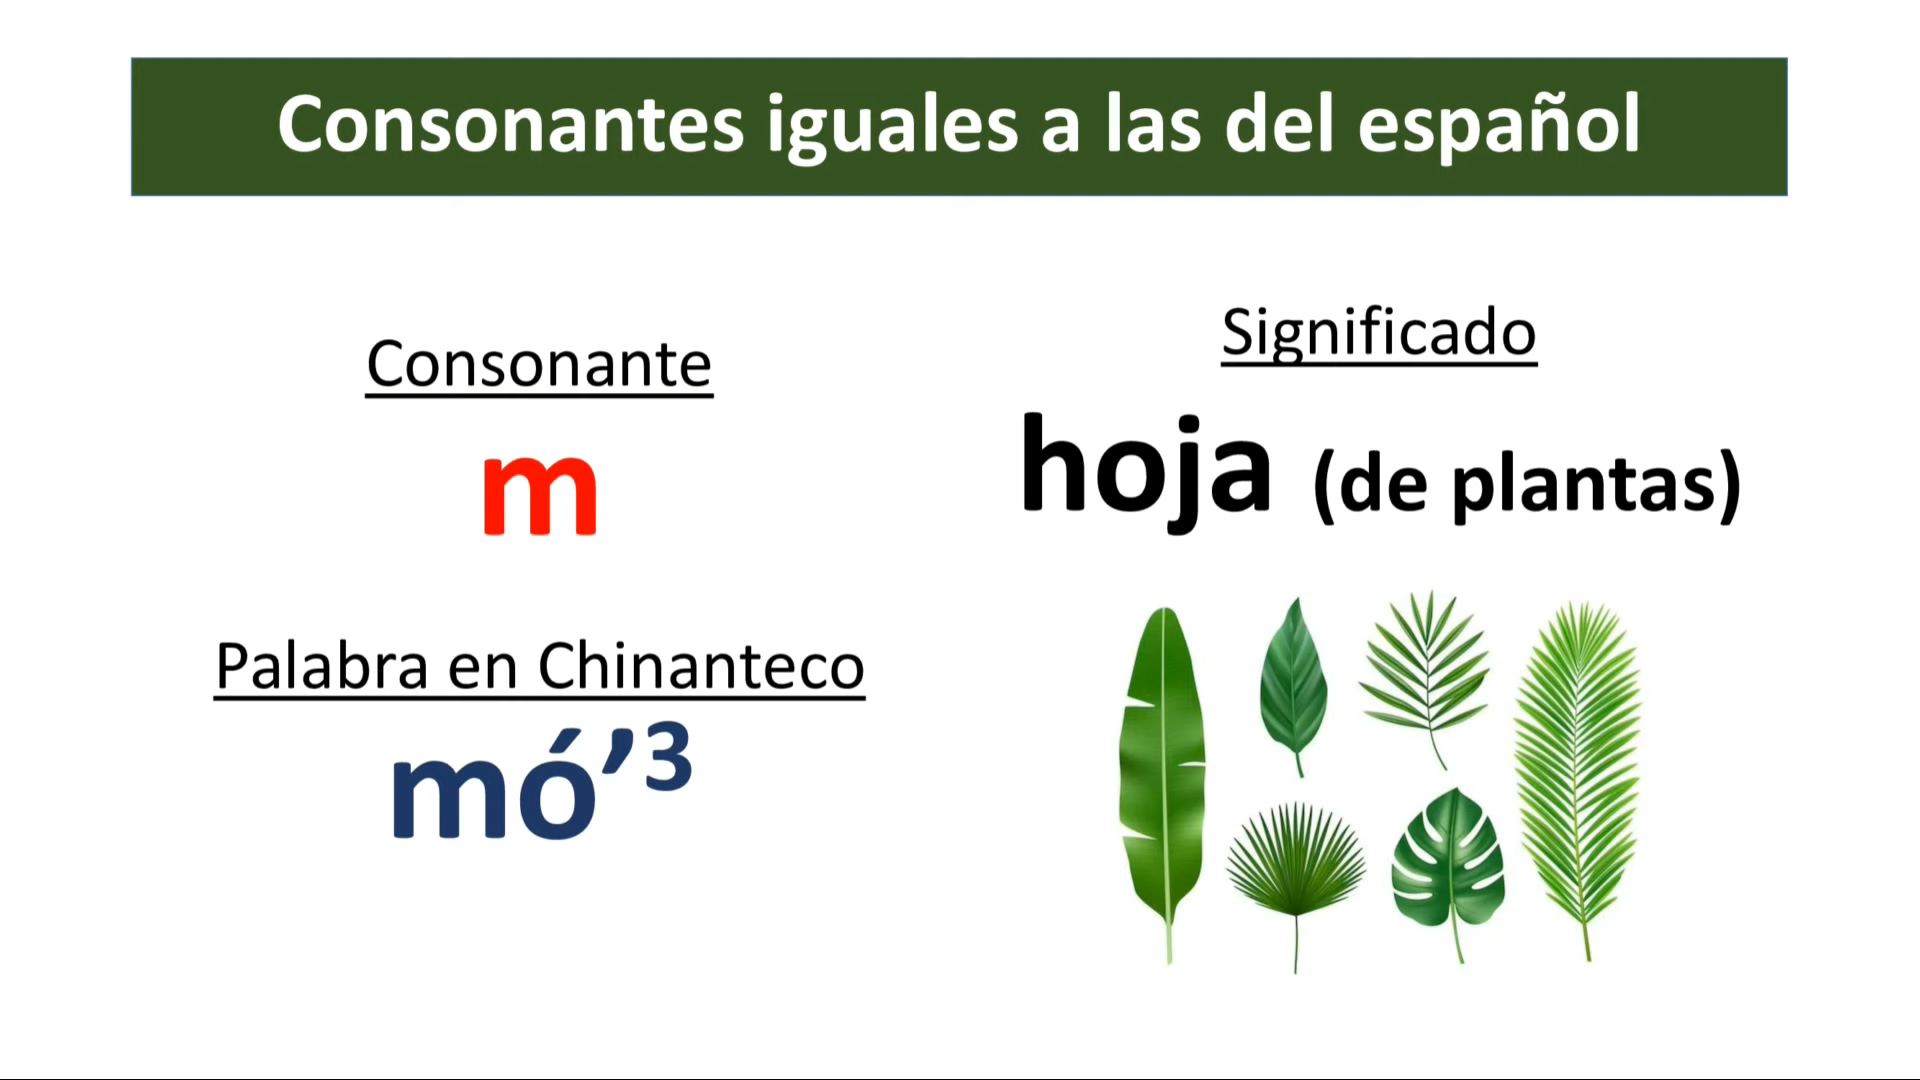 Consonantes iguales a las del español
Consonante
m
Palabra en Chinanteco
mó’³
Significado
hoja (de plantas)